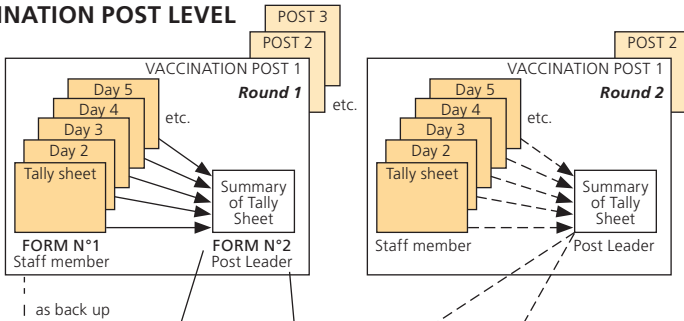 INATION POST LEVEL
POST 3
POST 2
VACCINATION POST 1
Round 1
Day 5
etc.
Day 4
etc.
Day 3
Day 2
Tally sheet
Summary
of Tally
Sheet
FORM N°1
Staff member
FORM N°2
Post Leader
as back up
POST 2
VACCINATION POST 1
Round 2
Day 5
Day 4
etc.
Day 3
Day 2
Tally sheet
Summary
of Tally
Sheet
Staff member
Post Leader